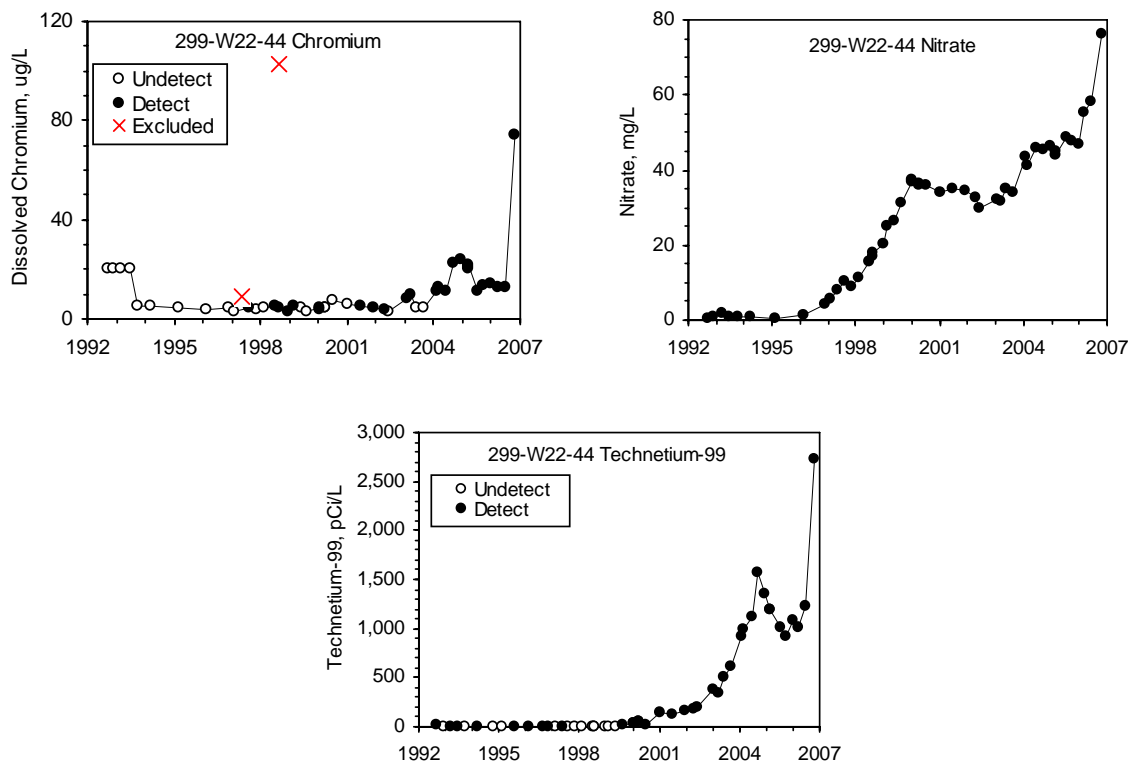 299-W22-44 Chromium
Undetect
Detect
Excluded
Dissolved Chromium, ug/L
120
80
40
0
1992 1995 1998 2001 2004 2007
299-W22-44 Nitrate
Nitrate, mg/L
80
60
40
20
0
1992 1995 1998 2001 2004 2007
299-W22-44 Technetium-99
Undetect
Detect
Technetium-99, pCi/L
3,000
2,500
2,000
1,500
1,000
500
0
1992 1995 1998 2001 2004 2007